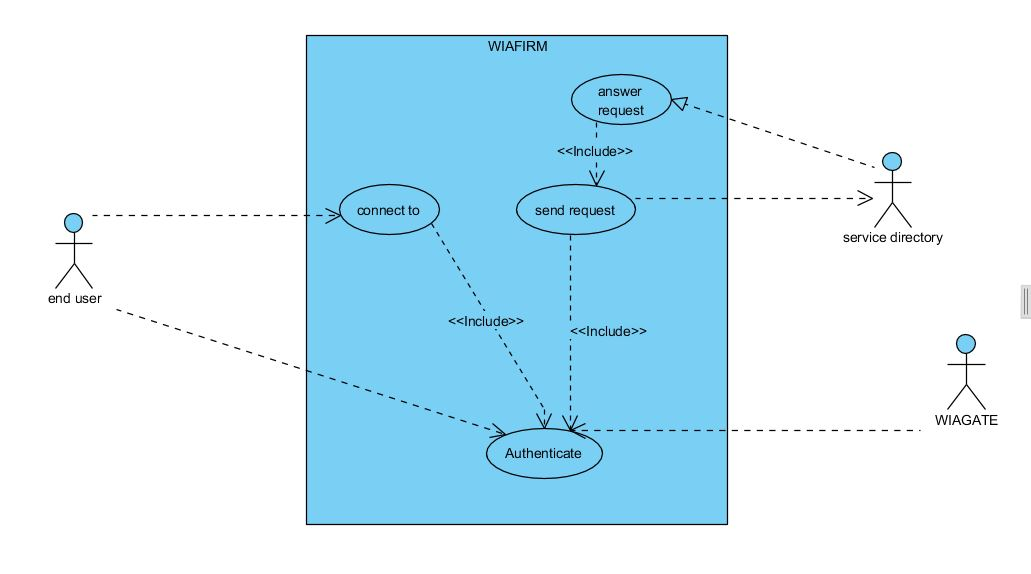 WIAFIRM
answer
request
<<Include>>
connect to
send request
service directory
end user
<<Include>>
<<Include>>
WIAGATE
Authenticate